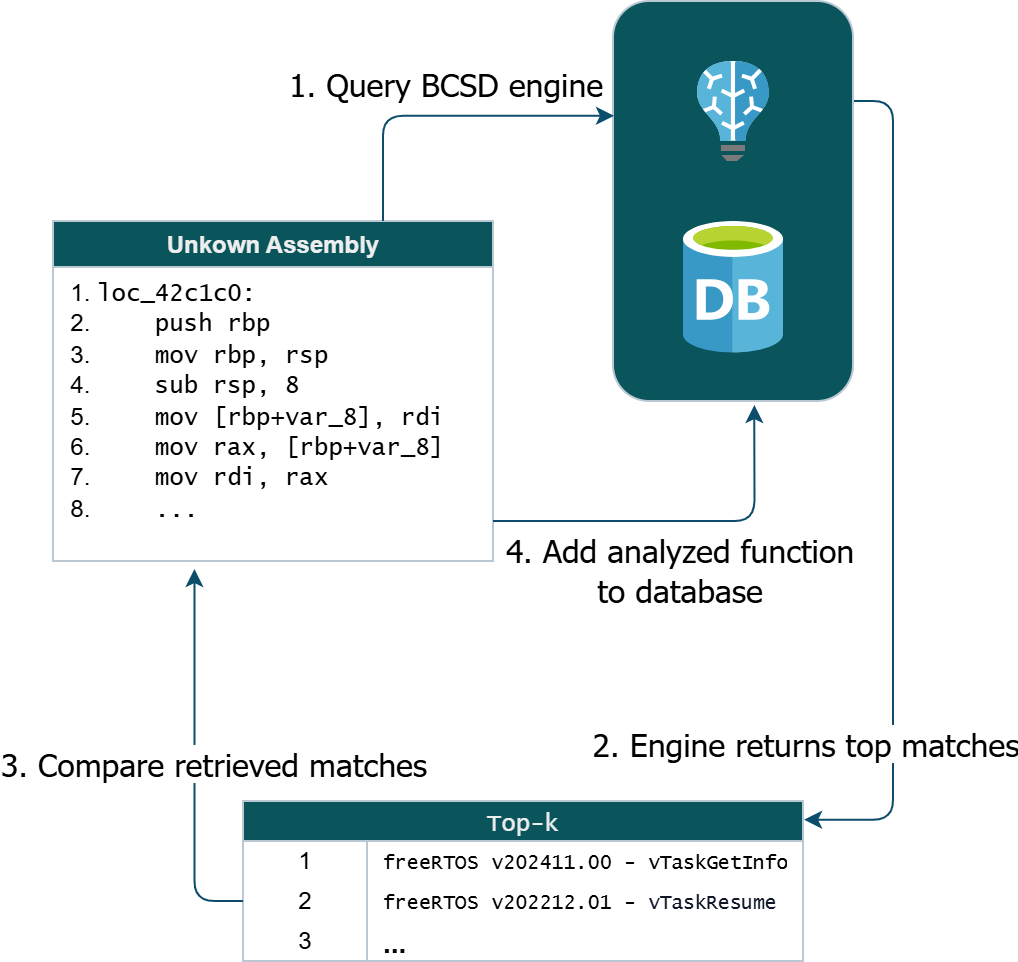 1. Query BCSD engine
DB
Unkown Assembly
1. loc_42c1c0:
2. push rbp
3. mov rbp, rsp
4. sub rsp, 8
5. mov [rbp+var_8], rdi
6. mov rax, [rbp+var_8]
7. mov rdi, rax
8. ...
4. Add analyzed function
to database
2. Engine returns top matches
3. Compare retrieved matches
Top-k
1 freeRTOS v202411.00 - vTaskGetInfo
2 freeRTOS v202212.01 - vTaskResume
3 ...